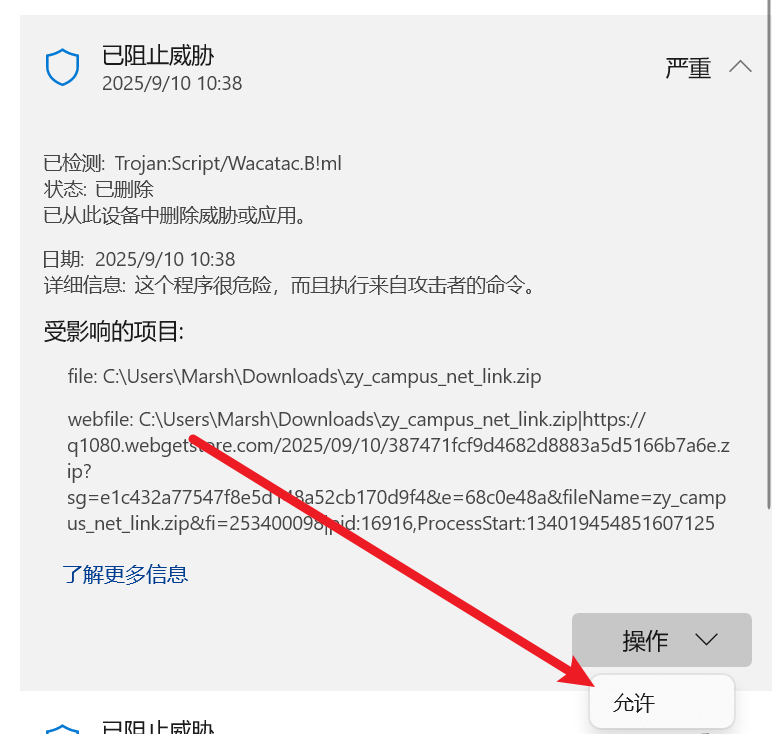 已阻止威胁
2025/9/10 10:38
严重
已检测: Trojan:Script/Wacatac.B!ml
状态: 已删除
已从此设备中删除威胁或应用。
日期: 2025/9/10 10:38
详细信息: 这个程序很危险，而且执行来自攻击者的命令。
受影响的项目:
file: C:\Users\Marsh\Downloads\zy_campus_net_link.zip
webfile: C:\Users\Marsh\Downloads\zy_campus_net_link.zip|https://
q1080.webgetstore.com/2025/09/10/387471fcf9d4682d8883a5d5166b7a6e.z
ip?
sg=e1c432a77547f8e5d148a52cb170d9f4&e=68c0e48a&fileName=zy_camp
us_net_link.zip&fi=253400098|pid:16916,ProcessStart:134019454851607125
了解更多信息
操作
允许
已阻止威胁